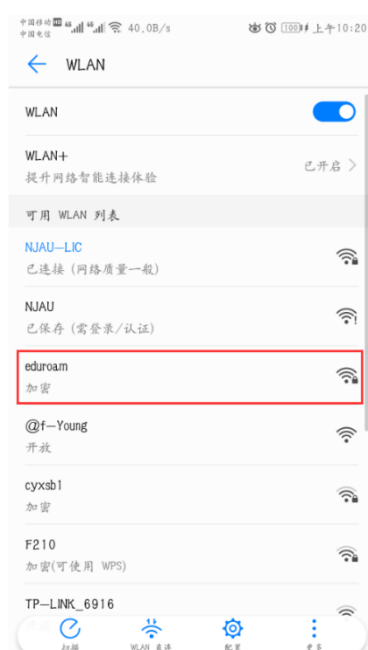 中国移动 HD 46 46 40.0B/s 100 上午10:20
中国电信
WLAN
WLAN
WLAN+
提升网络智能连接体验
已开启
可用 WLAN 列表
NJAU-LIC
已连接 (网络质量一般)
NJAU
已保存 (需登录/认证)
eduroam
加密
@f-Young
开放
cyxsb1
加密
F210
加密(可使用 WPS)
TP-LINK_6916
扫描 WLAN 直连 配置 更多